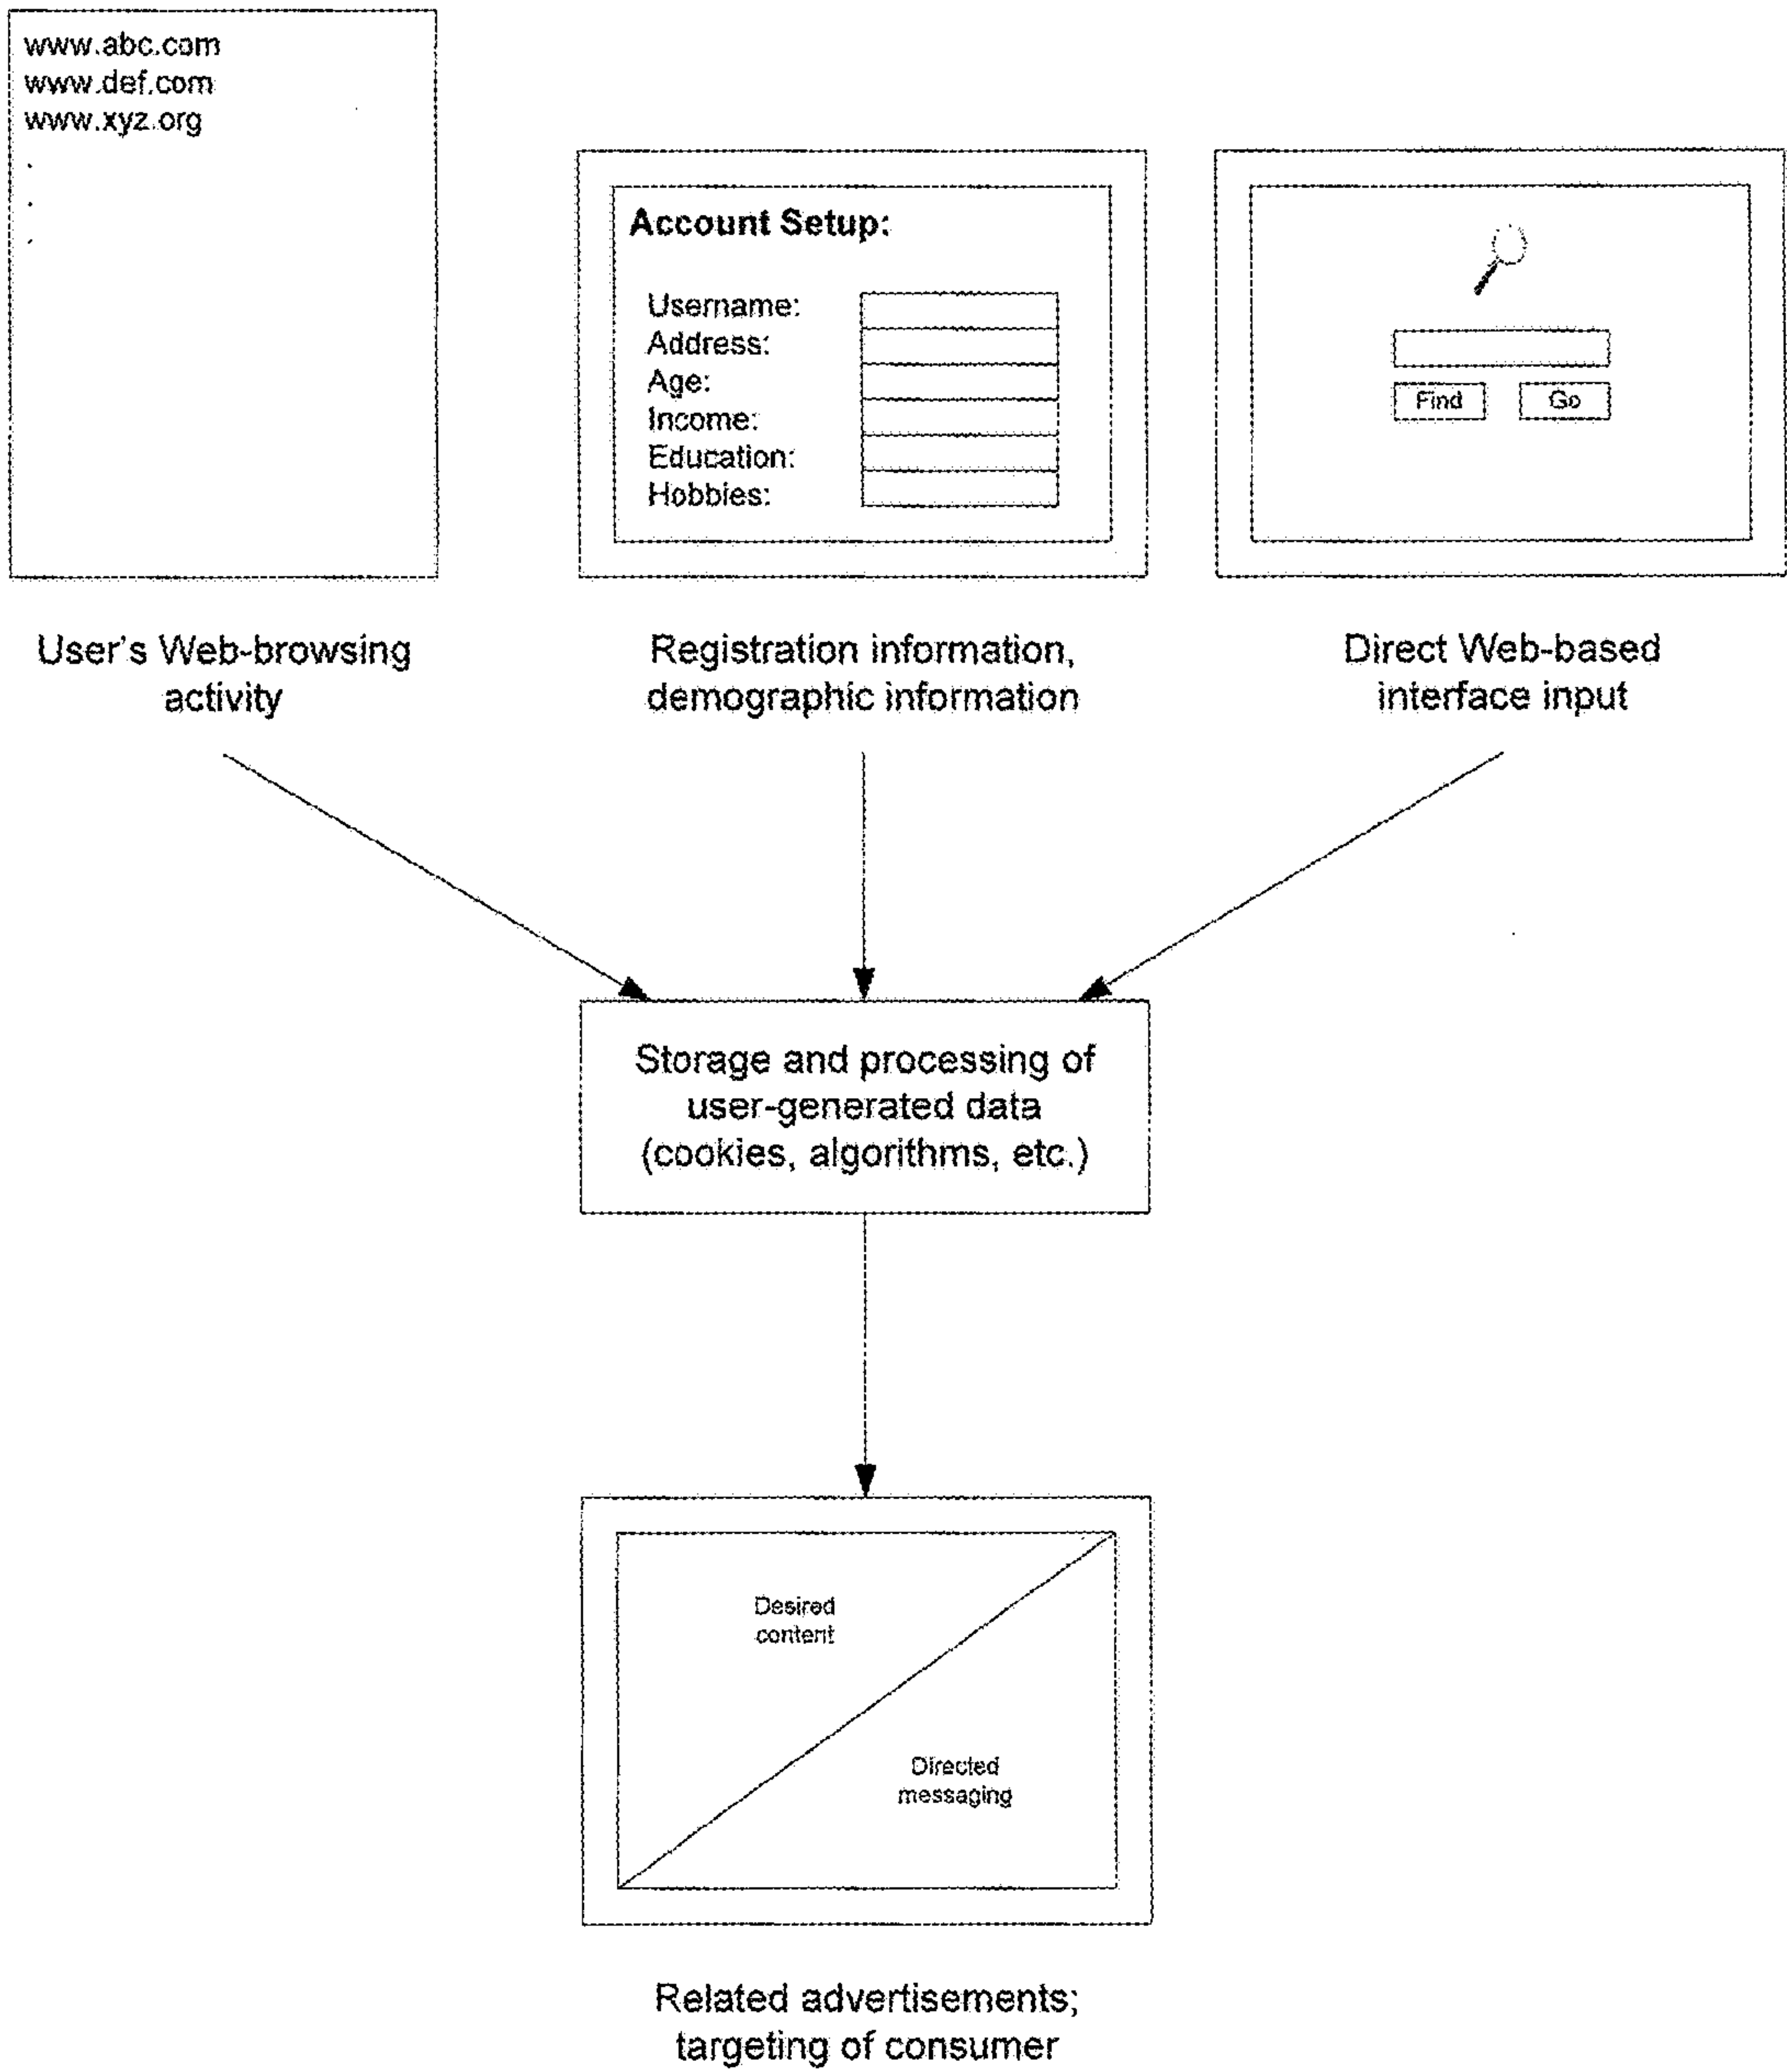 www.abc.com
www.def.com
www.xyz.org
.
.
.
Account Setup:
Username:
Address:
Age:
Income:
Education:
Hobbies:
Find
Go
User's Web-browsing
activity
Registration information,
demographic information
Direct Web-based
interface input
Storage and processing of
user-generated data
(cookies, algorithms, etc.)
Desired
content
Directed
messaging
Related advertisements;
targeting of consumer